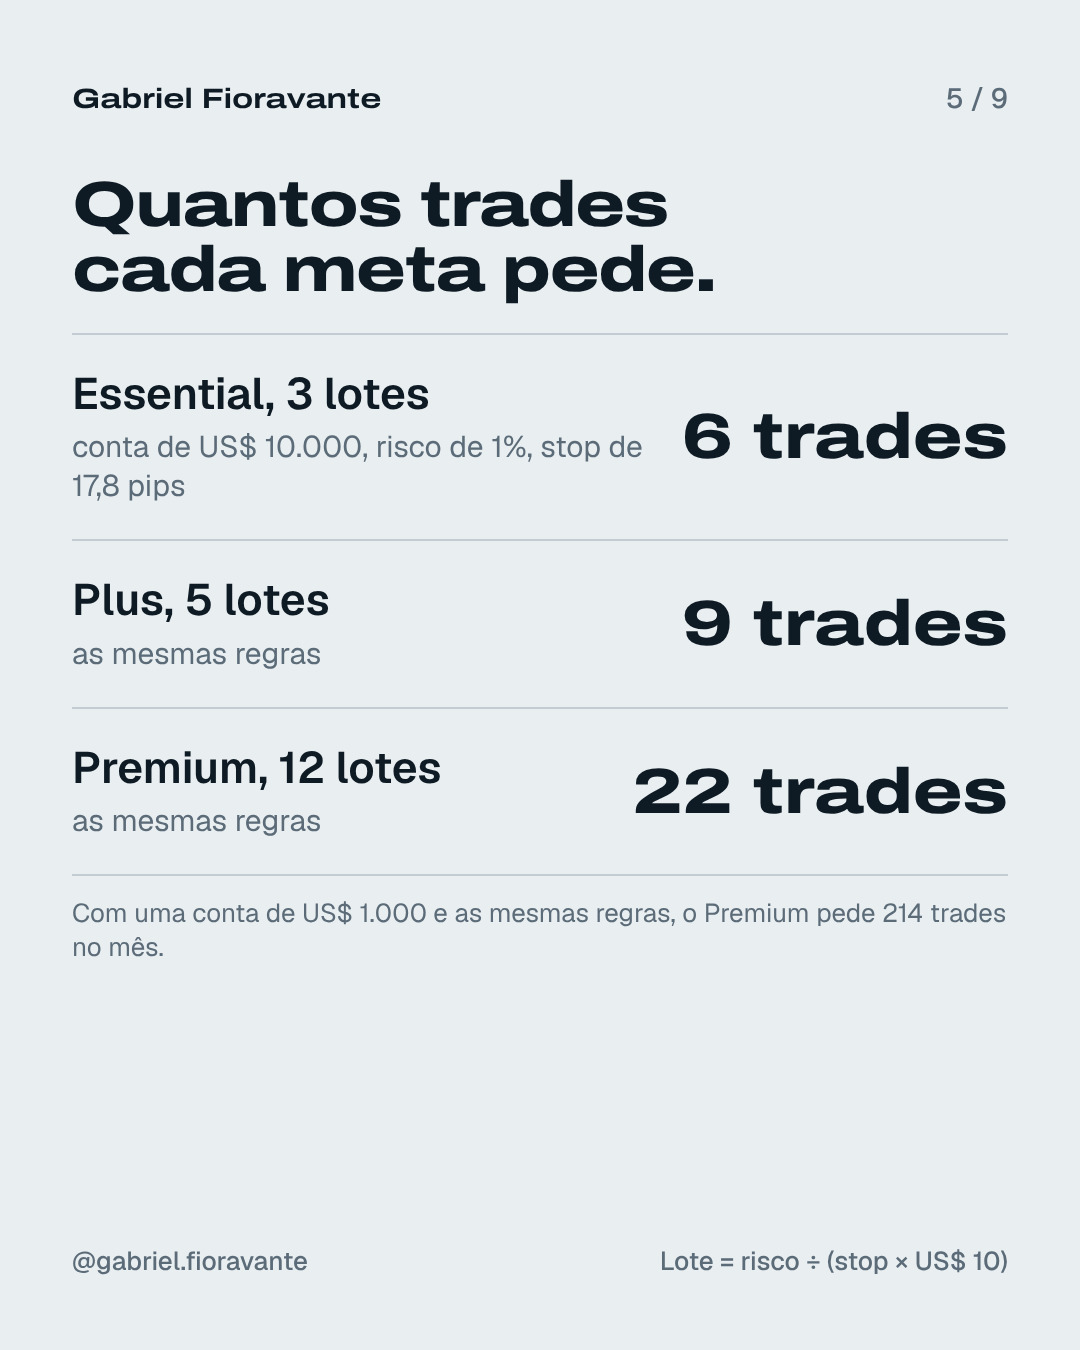 Gabriel Fioravante
5 / 9
Quantos trades
cada meta pede.
Essential, 3 lotes
conta de US$ 10.000, risco de 1%, stop de
17,8 pips
6 trades
Plus, 5 lotes
as mesmas regras
9 trades
Premium, 12 lotes
as mesmas regras
22 trades
Com uma conta de US$ 1.000 e as mesmas regras, o Premium pede 214 trades
no mês.
@gabriel.fioravante
Lote = risco ÷ (stop × US$ 10)